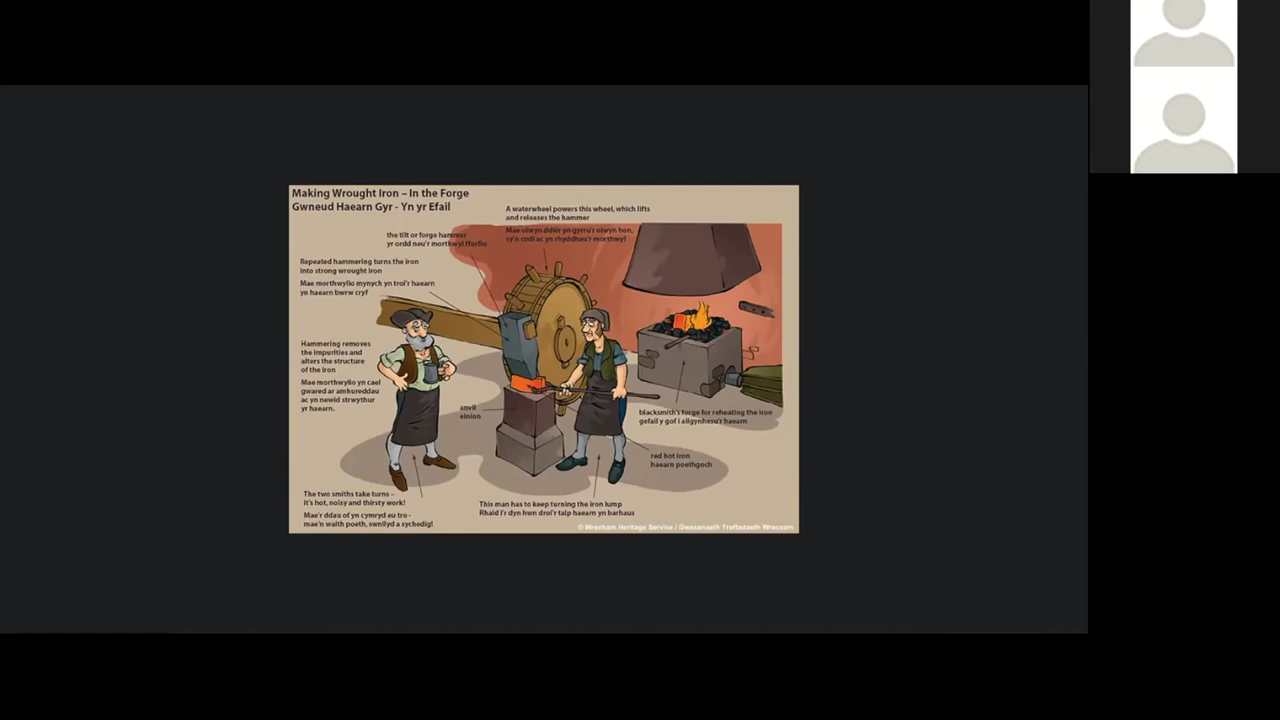 Making Wrought Iron – In the Forge
Gwneud Haearn Gyr - Yn yr Efail
A waterwheel powers this wheel, which lifts
and releases the hammer
Mae olwyn ddŵr yn gyrru'r olwyn hon,
sy'n codi ac yn rhyddhau'r morthwyl
the tilt or forge hammer
yr ordd neu'r morthwyl ffurfio
Repeated hammering turns the iron
into strong wrought iron
Mae morthwylio mynych yn troi'r haearn
yn haearn bwrw cryf
Hammering removes
the impurities and
alters the structure
of the iron
Mae morthwylio yn cael
gwared ar amhureddau
ac yn newid strwythur
yr haearn.
anvil
einion
blacksmith's forge for reheating the iron
gefail y gof i ailgynhesu'r haearn
red hot iron
haearn poethgoch
The two smiths take turns –
it's hot, noisy and thirsty work!
Mae'r ddau of yn cymryd eu tro -
mae'n waith poeth, swnllyd a sychedig!
This man has to keep turning the iron lump
Rhaid i'r dyn hwn droi'r talp haearn yn barhaus
© Wrexham Heritage Service / Gwasanaeth Treftadaeth Wrecsam